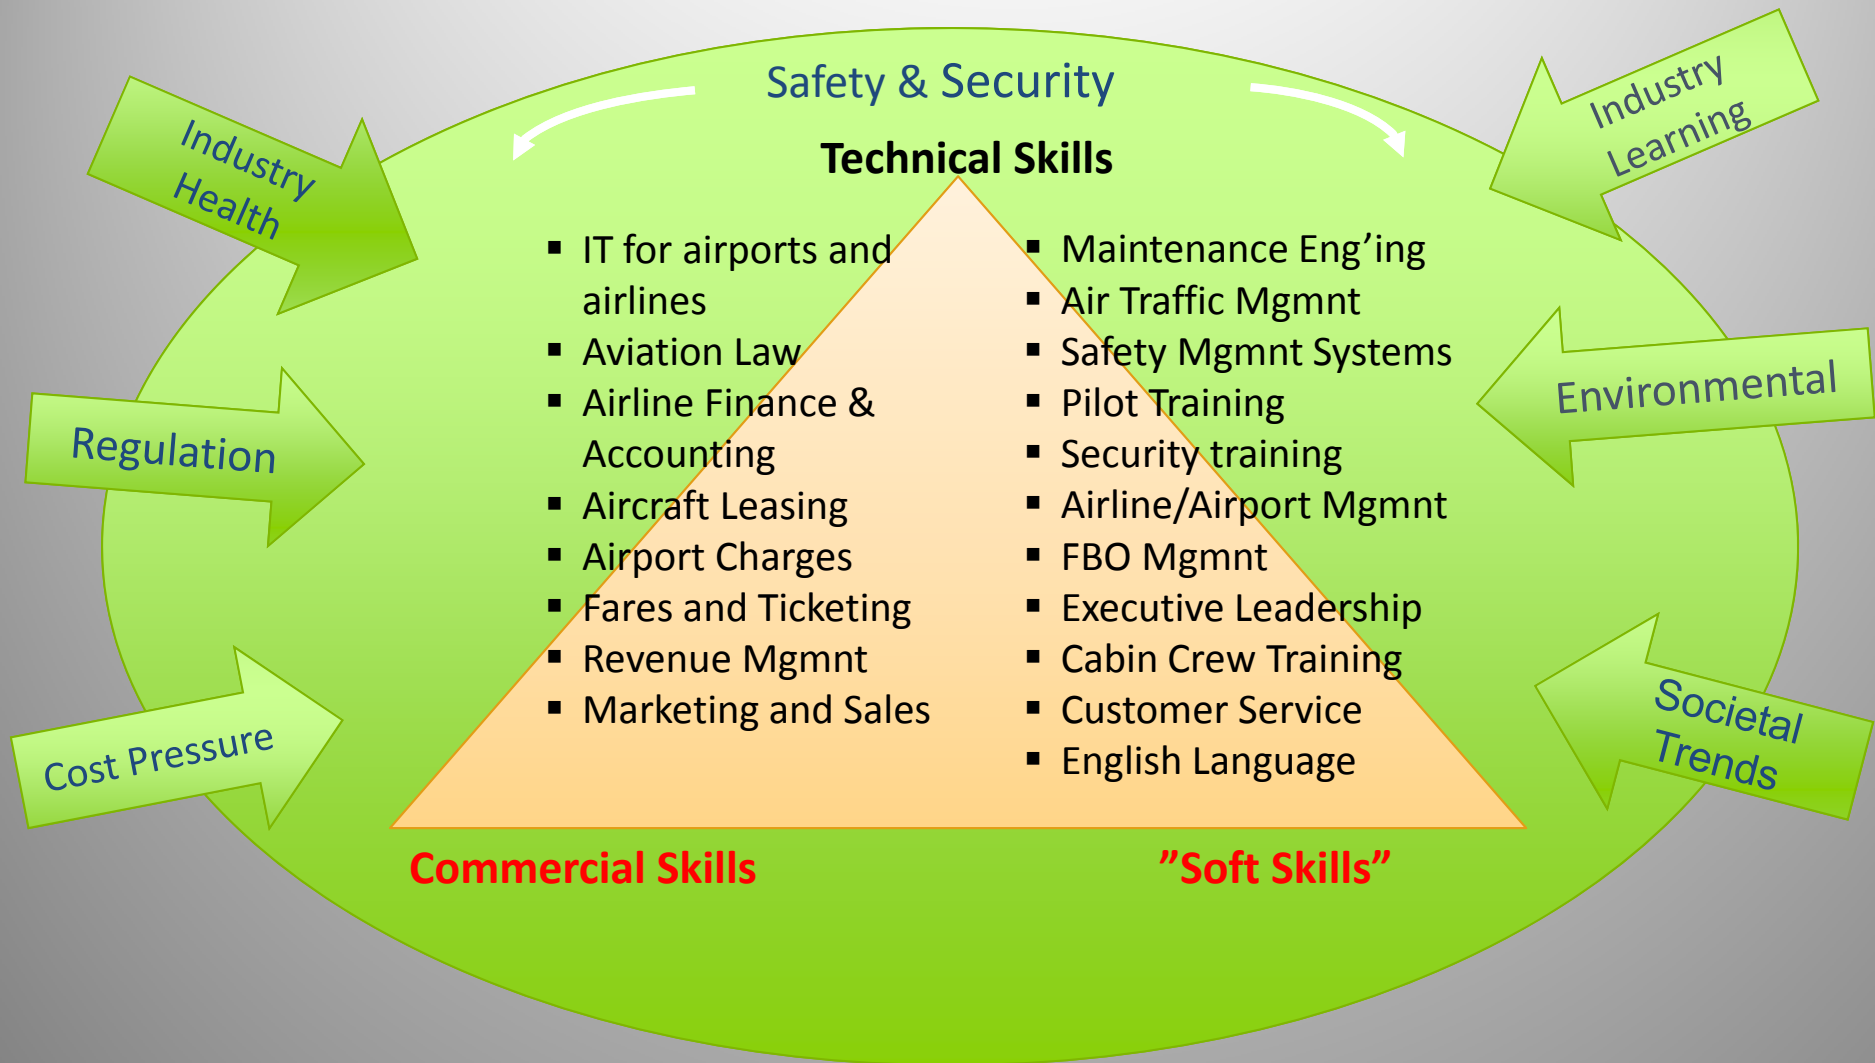 Safety & Security
Technical Skills
Industry
Health
Regulation
Cost Pressure
▪ IT for airports and
airlines
▪ Aviation Law
▪ Airline Finance &
Accounting
▪ Aircraft Leasing
▪ Airport Charges
▪ Fares and Ticketing
▪ Revenue Mgmnt
▪ Marketing and Sales
▪ Maintenance Eng’ing
▪ Air Traffic Mgmnt
▪ Safety Mgmnt Systems
▪ Pilot Training
▪ Security training
▪ Airline/Airport Mgmnt
▪ FBO Mgmnt
▪ Executive Leadership
▪ Cabin Crew Training
▪ Customer Service
▪ English Language
Industry
Learning
Environmental
Societal
Trends
Commercial Skills
”Soft Skills”